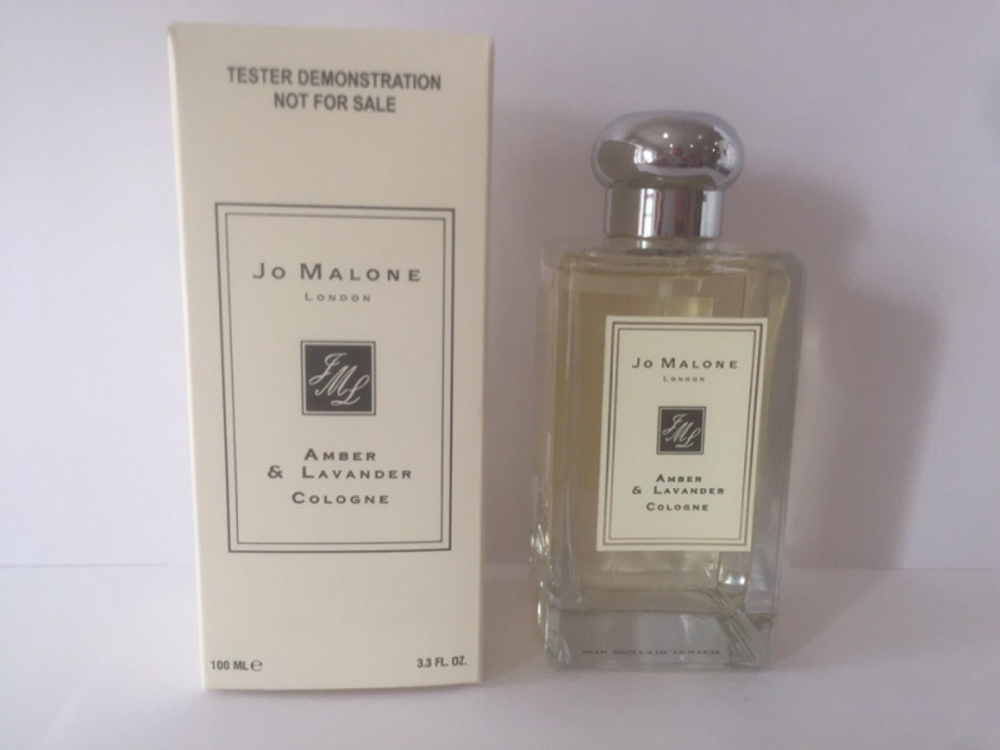 TESTER DEMONSTRATION
NOT FOR SALE
JO MALONE
LONDON
JML
AMBER
& LAVANDER
COLOGNE
100 ML℮
3.3 FL. OZ.
JO MALONE
LONDON
JML
AMBER
& LAVANDER
COLOGNE